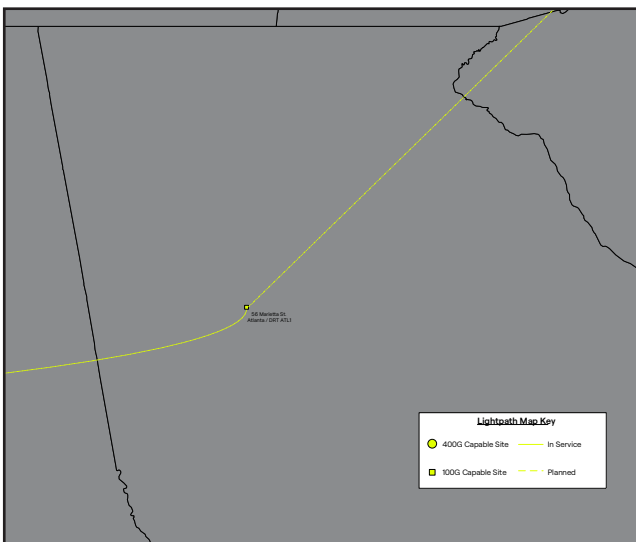 56 Marietta St.
Atlanta / DRT ATL1
Lightpath Map Key
400G Capable Site
In Service
100G Capable Site
Planned